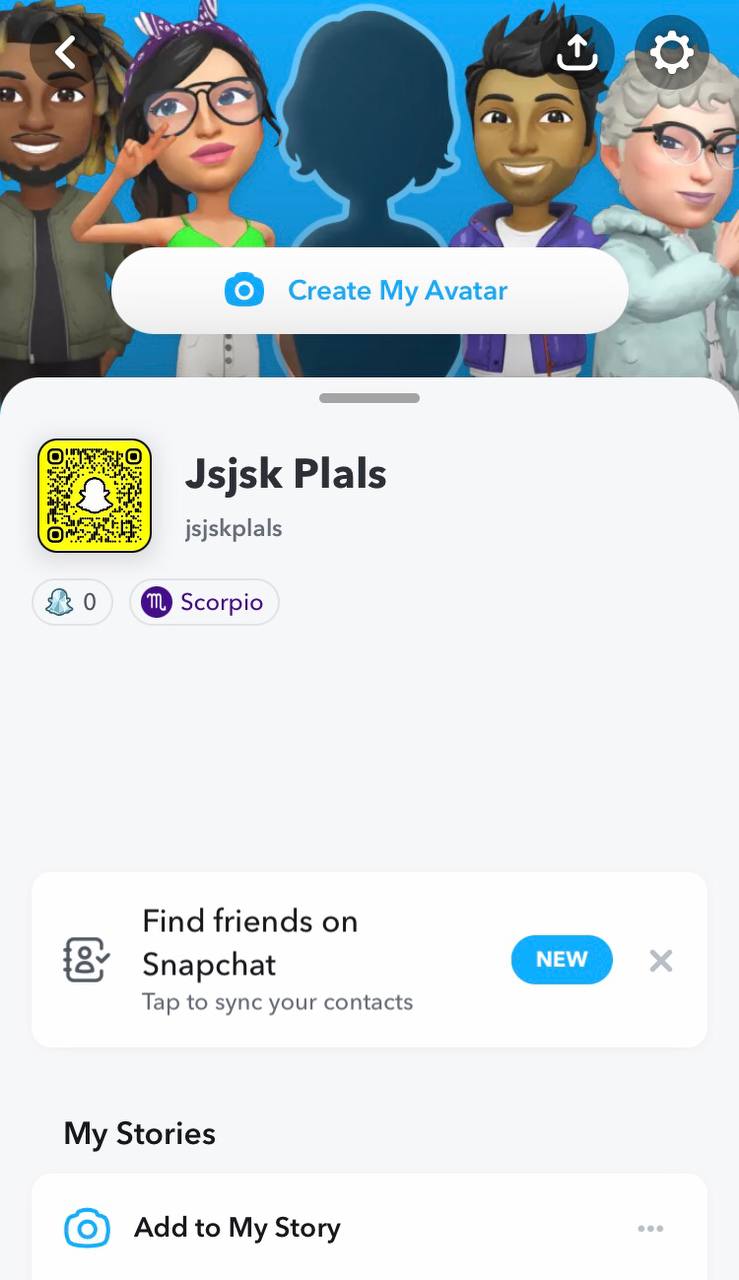 Create My Avatar
Jsjsk Plals
jsjskplals
0
Scorpio
Find friends on
Snapchat
NEW
Tap to sync your contacts
My Stories
Add to My Story